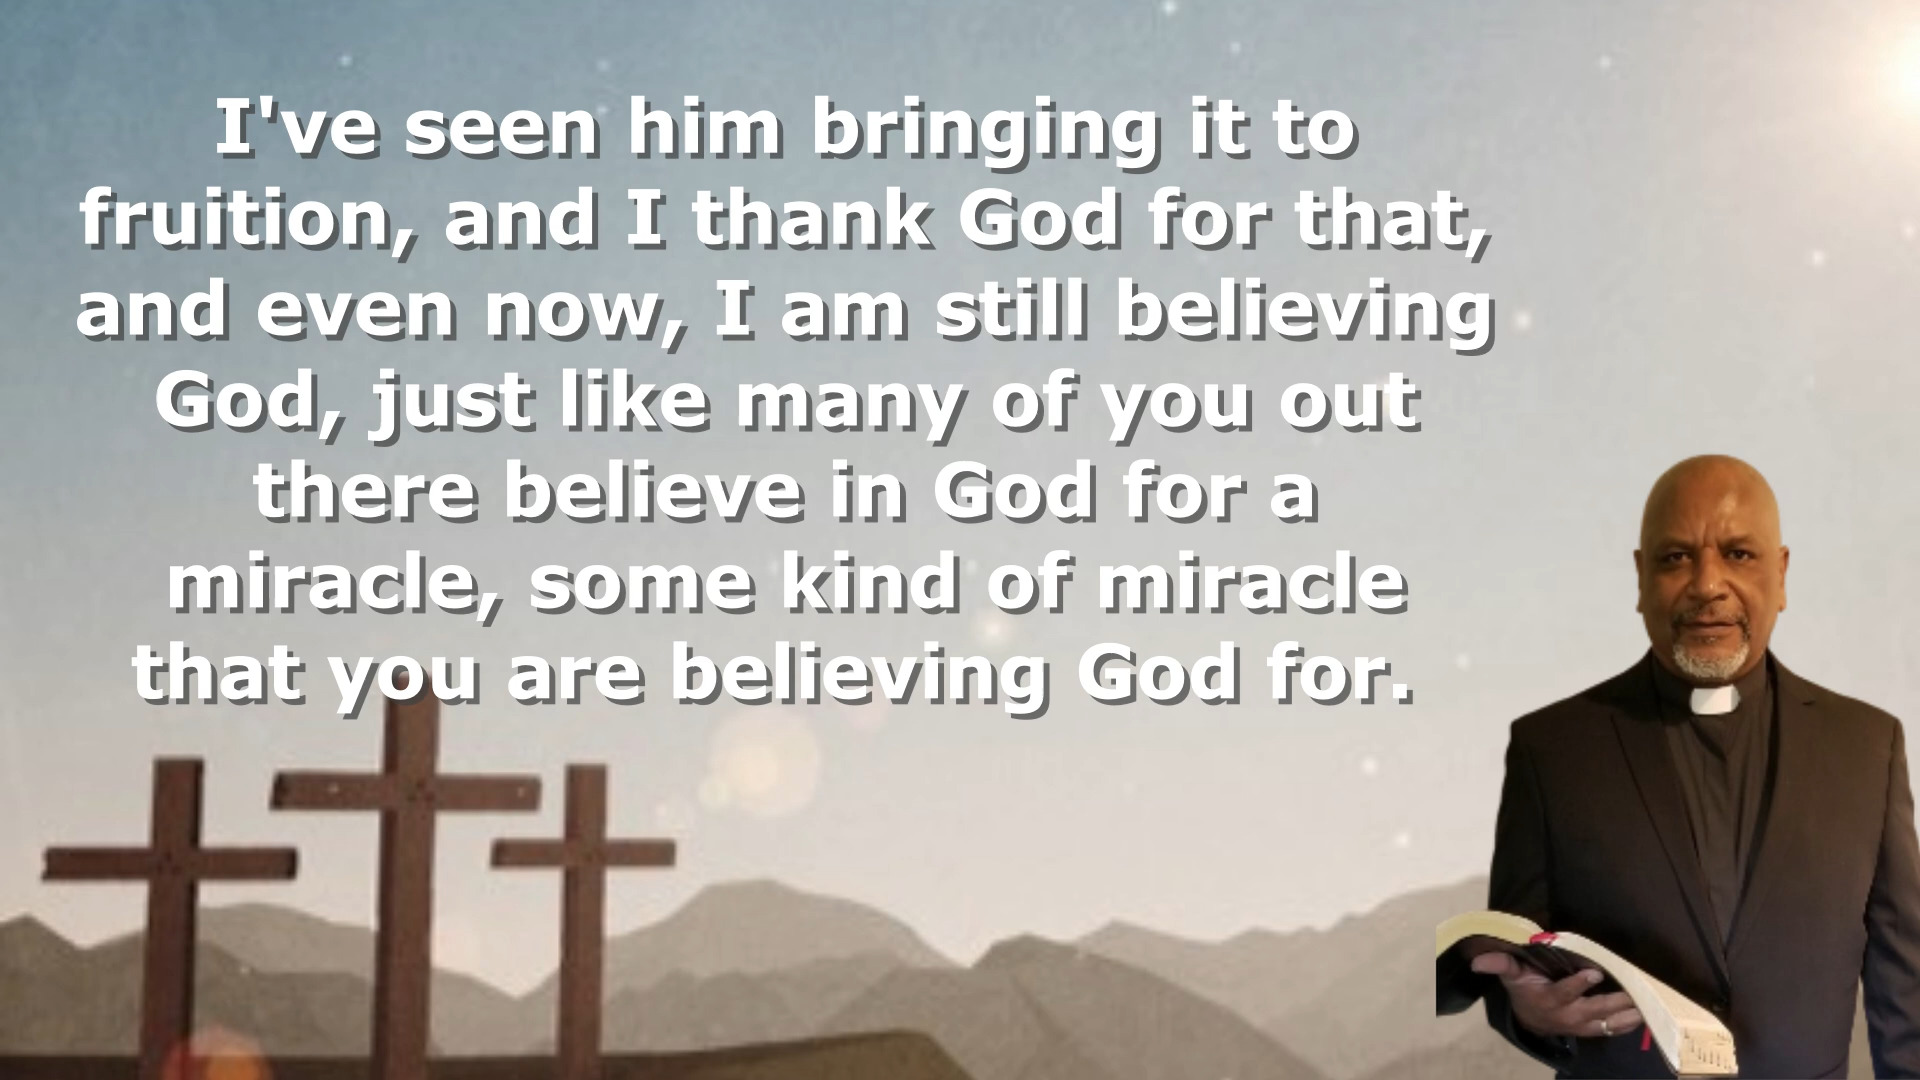 I've seen him bringing it to
fruition, and I thank God for that,
and even now, I am still believing
God, just like many of you out
there believe in God for a
miracle, some kind of miracle
that you are believing God for.